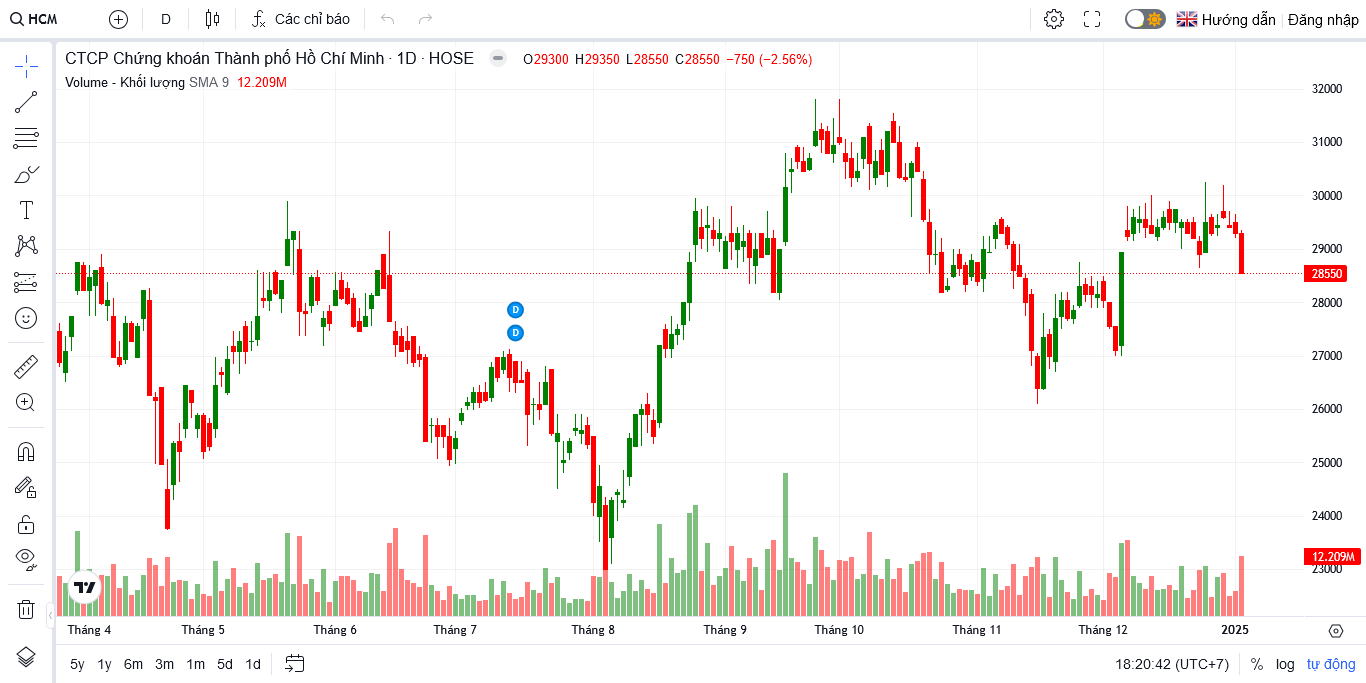 HCM D Các chỉ báo Hướng dẫn Đăng nhập
CTCP Chứng khoán Thành phố Hồ Chí Minh · 1D · HOSE O29300 H29350 L28550 C28550 −750 (−2.56%)
Volume - Khối lượng SMA 9 12.209M
32000
31000
30000
29000
28550
28000
D
D
27000
26000
25000
24000
12.209M
23000
Tháng 4 Tháng 5 Tháng 6 Tháng 7 Tháng 8 Tháng 9 Tháng 10 Tháng 11 Tháng 12 2025
5y 1y 6m 3m 1m 5d 1d 18:20:42 (UTC+7) % log tự động